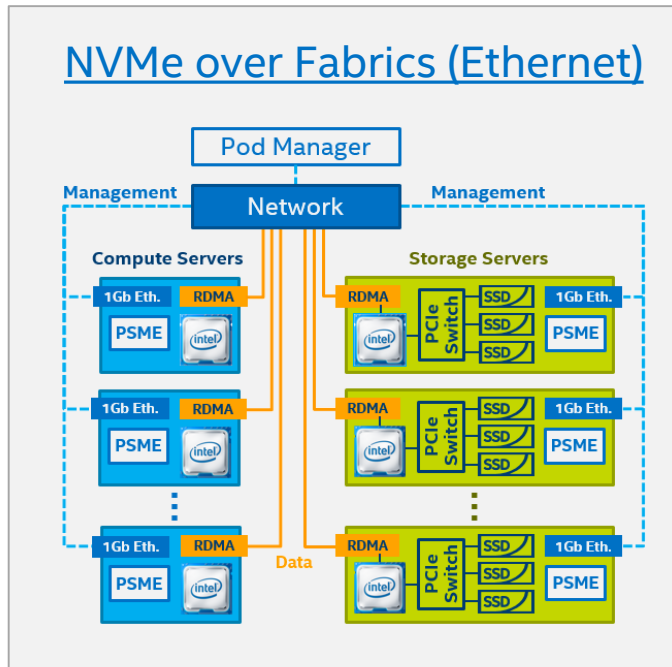 NVMe over Fabrics (Ethernet)
Pod Manager
Management
Management
Network
Compute Servers
Storage Servers
1Gb Eth.
RDMA
PSME
intel
RDMA
PCIe
Switch
SSD
SSD
SSD
1Gb Eth.
PSME
intel
1Gb Eth.
RDMA
PSME
intel
RDMA
PCIe
Switch
SSD
SSD
SSD
1Gb Eth.
PSME
intel
1Gb Eth.
RDMA
PSME
intel
Data
RDMA
PCIe
Switch
SSD
SSD
SSD
1Gb Eth.
PSME
intel